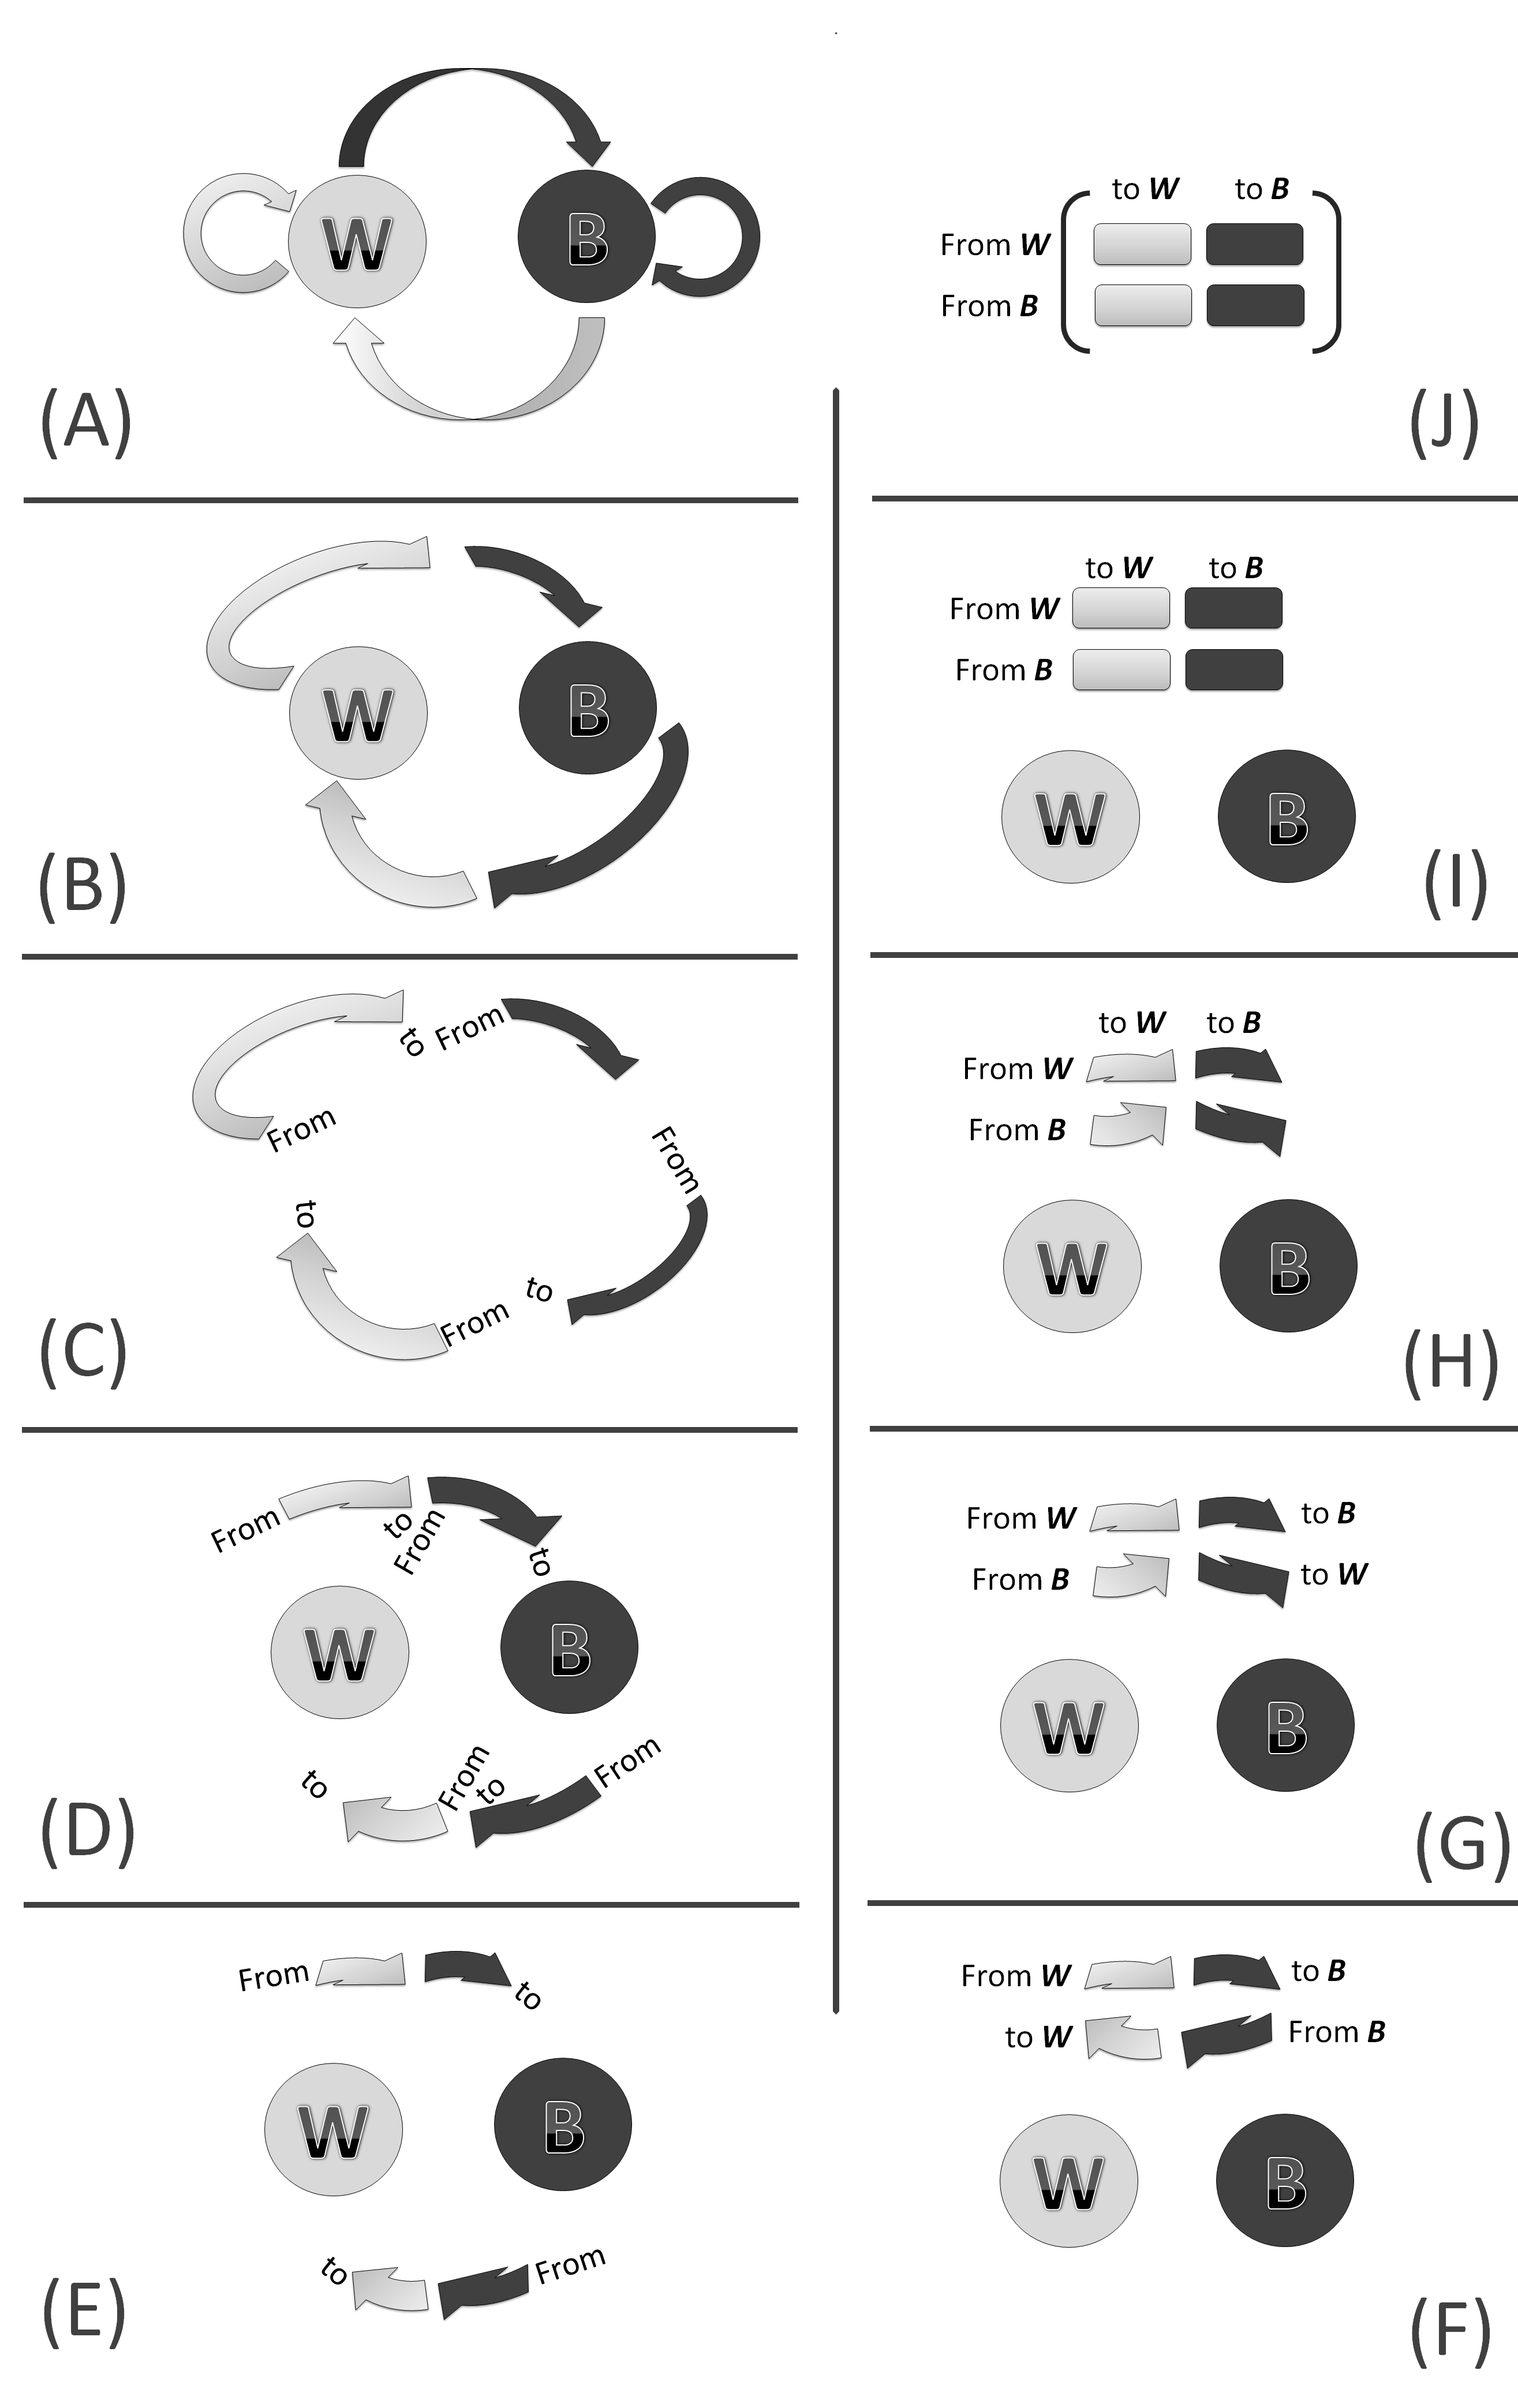 W B
(A)
W B
(B)
to From
From
From
to
to
From
(C)
From
to
From
to
W B
From
From
to
to
(D)
From
to
W B
From
to
(E)
to W to B
From W
From B
(J)
to W to B
From W
From B
W B
(I)
to W to B
From W
From B
W B
(H)
From W to B
From B to W
W B
(G)
From W to B
to W From B
W B
(F)